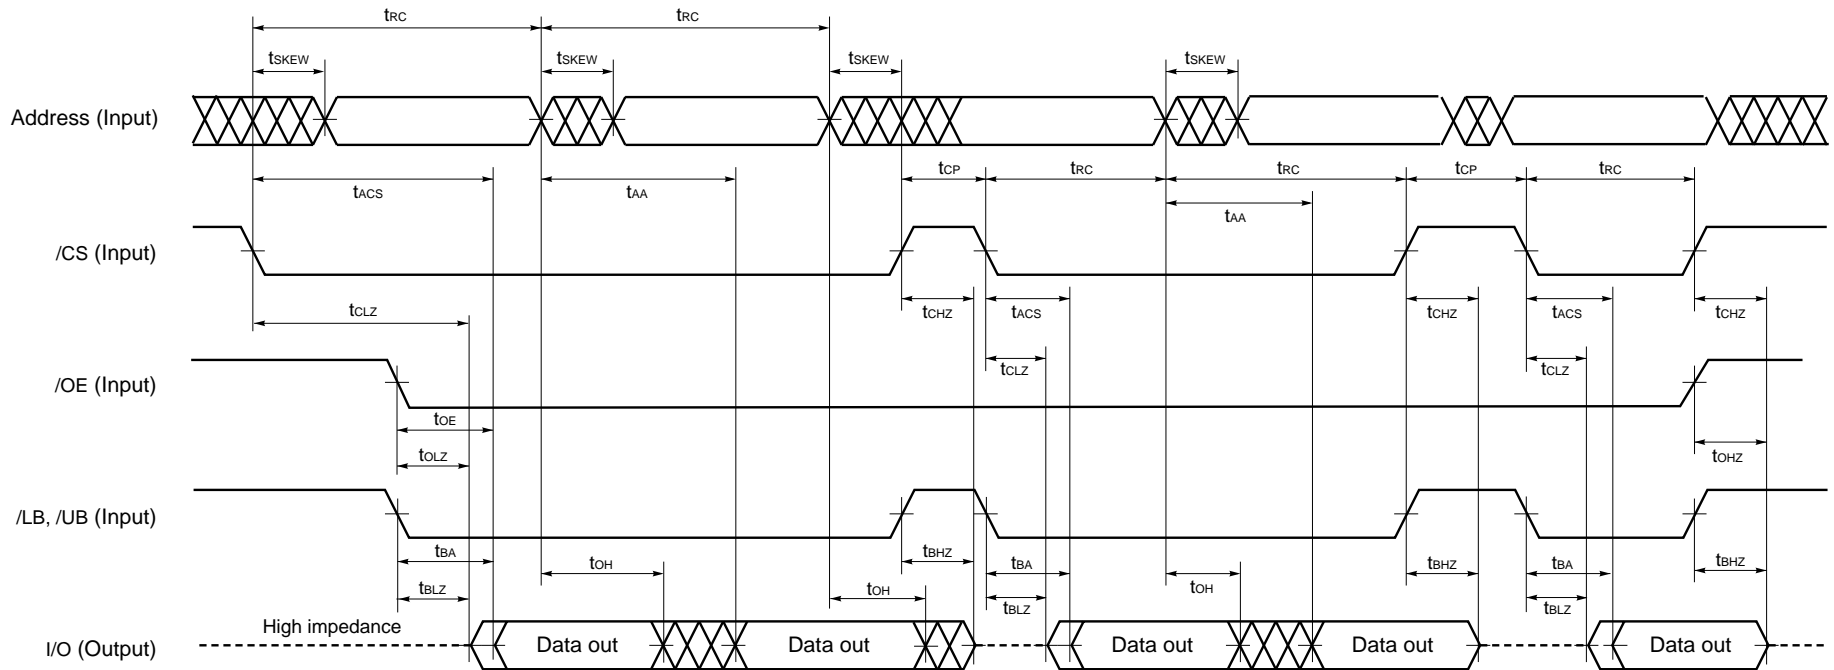 tRC tRC
tSKEW tSKEW tSKEW tSKEW
Address (Input)
tCP tRC tRC tCP tRC
tACS tAA
tAA
/CS (Input)
tCLZ tCHZ tACS tCHZ tACS tCHZ
tCLZ tCLZ
/OE (Input)
tOE
tOLZ tOHZ
/LB, /UB (Input)
tBA tBHZ tBA tBHZ tBA tBHZ
tOH tOH
tBLZ tOH tBLZ tBLZ
High impedance
I/O (Output) Data out Data out Data out Data out Data out